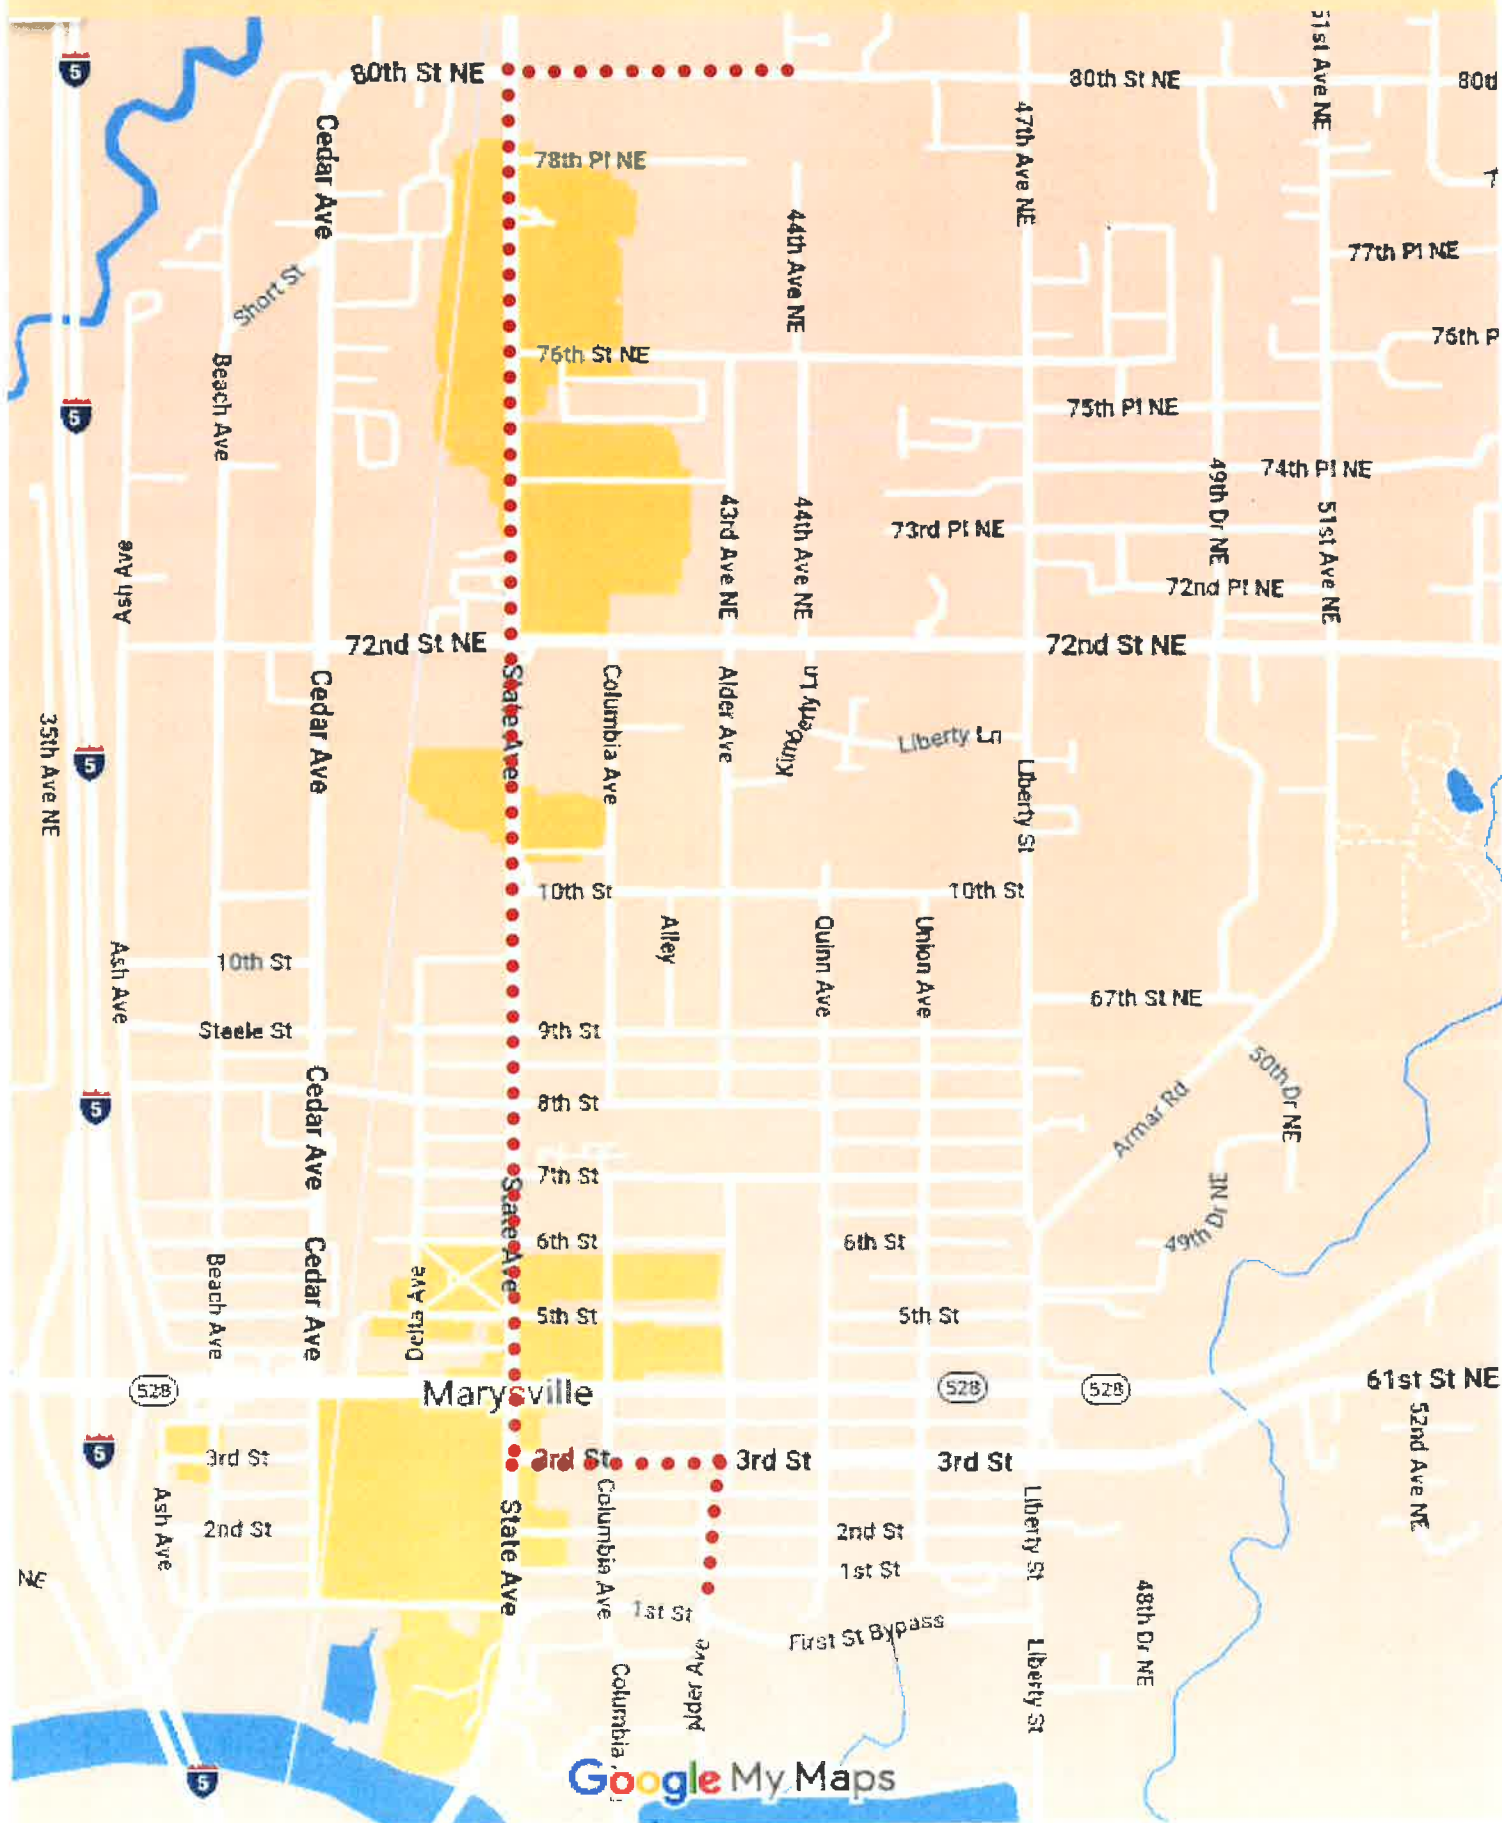 51st Ave NE
5
80th St NE
80th St NE
Cedar Ave
47th Ave NE
78th Pl NE
44th Ave NE
77th Pl NE
Short St
76th P
76th St NE
Beach Ave
5
75th Pl NE
74th Pl NE
49th Dr NE
43rd Ave NE
44th Ave NE
73rd Pl NE
51st Ave NE
Ash Ave
72nd Pl NE
72nd St NE
72nd St NE
Cedar Ave
State Ave
Columbia Ave
Alder Ave
Kimberly Ln
Liberty Ln
35th Ave NE
5
Liberty St
10th St
10th St
Alley
Quinn Ave
Union Ave
Ash Ave
10th St
67th St NE
Steele St
9th St
50th Dr NE
Cedar Ave
5
8th St
Armar Rd
7th St
State Ave
49th Dr NE
6th St
6th St
Beach Ave
Cedar Ave
Delta Ave
5th St
5th St
528
Marysville
528
528
61st St NE
52nd Ave NE
5
3rd St
3rd St
3rd St
3rd St
Ash Ave
2nd St
State Ave
Columbia Ave
2nd St
Liberty St
1st St
NE
48th Dr NE
1st St
First St Bypass
Alder Ave
Columbia
Liberty St
5
Google My Maps